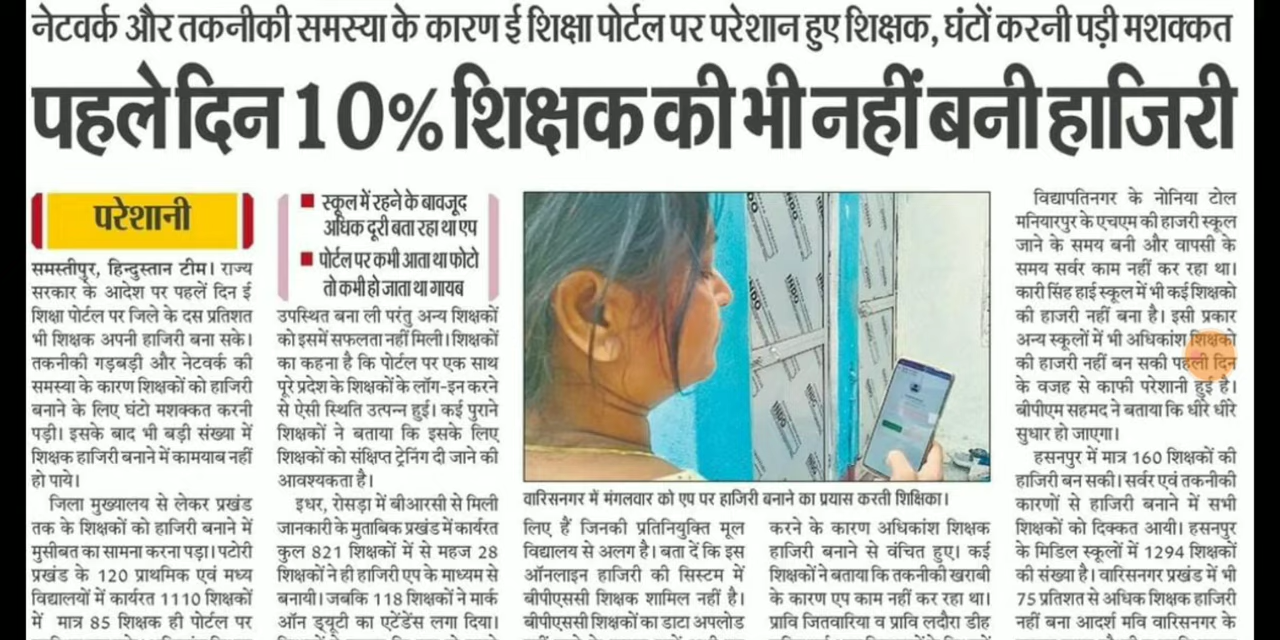 नेटवर्क और तकनीकी समस्या के कारण ई शिक्षा पोर्टल पर परेशान हुए शिक्षक, घंटों करनी पड़ी मशक्कत
पहले दिन 10% शिक्षक की भी नहीं बनी हाजिरी
परेशानी
समस्तीपुर, हिन्दुस्तान टीम। राज्य
सरकार के आदेश पर पहलें दिन ई
शिक्षा पोर्टल पर जिले के दस प्रतिशत
भी शिक्षक अपनी हाजिरी बना सके।
तकनीकी गड़बड़ी और नेटवर्क की
समस्या के कारण शिक्षकों को हाजिरी
बनाने के लिए घंटो मशक्कत करनी
पड़ी। इसके बाद भी बड़ी संख्या में
शिक्षक हाजिरी बनाने में कामयाब नहीं
हो पाये।
जिला मुख्यालय से लेकर प्रखंड
तक के शिक्षकों को हाजिरी बनाने में
मुसीबत का सामना करना पड़ा। पटोरी
प्रखंड के 120 प्राथमिक एवं मध्य
विद्यालयों में कार्यरत 1110 शिक्षकों
में मात्र 85 शिक्षक ही पोर्टल पर
स्कूल में रहने के बावजूद
अधिक दूरी बता रहा था एप
पोर्टल पर कभी आता था फोटो
तो कभी हो जाता था गायब
उपस्थित बना ली परंतु अन्य शिक्षकों
को इसमें सफलता नहीं मिली। शिक्षकों
का कहना है कि पोर्टल पर एक साथ
पूरे प्रदेश के शिक्षकों के लॉग-इन करने
से ऐसी स्थिति उत्पन्न हुई। कई पुराने
शिक्षकों ने बताया कि इसके लिए
शिक्षकों को संक्षिप्त ट्रेनिंग दी जाने की
आवश्यकता है।
इधर, रोसड़ा में बीआरसी से मिली
जानकारी के मुताबिक प्रखंड में कार्यरत
कुल 821 शिक्षकों में से महज 28
शिक्षकों ने ही हाजिरी एप के माध्यम से
बनायी। जबकि 118 शिक्षकों ने मार्क
ऑन ड्यूटी का एटेंडेंस लगा दिया।
वारिसनगर में मंगलवार को एप पर हाजिरी बनाने का प्रयास करती शिक्षिका।
लिए हैं जिनकी प्रतिनियुक्ति मूल
विद्यालय से अलग है। बता दें कि इस
ऑनलाइन हाजिरी की सिस्टम में
बीपीएससी शिक्षक शामिल नहीं है।
बीपीएससी शिक्षकों का डाटा अपलोड
करने के कारण अधिकांश शिक्षक
हाजिरी बनाने से वंचित हुए। कई
शिक्षकों ने बताया कि तकनीकी खराबी
के कारण एप काम नहीं कर रहा था।
प्रावि जितवारिया व प्रावि लदौरा डीह
विद्यापतिनगर के नोनिया टोल
मनियारपुर के एचएम की हाजरी स्कूल
जाने के समय बनी और वापसी के
समय सर्वर काम नहीं कर रहा था।
कारी सिंह हाई स्कूल में भी कई शिक्षको
की हाजरी नहीं बना है। इसी प्रकार
अन्य स्कूलों में भी अधिकांश शिक्षको
की हाजरी नहीं बन सकी पहली दिन
के वजह से काफी परेशानी हुई है।
बीपीएम सहमद ने बताया कि धीरे धीरे
सुधार हो जाएगा।
हसनपुर में मात्र 160 शिक्षकों की
हाजिरी बन सकी। सर्वर एवं तकनीकी
कारणों से हाजिरी बनाने में सभी
शिक्षकों को दिक्कत आयी। हसनपुर
के मिडिल स्कूलों में 1294 शिक्षकों
की संख्या है। वारिसनगर प्रखंड में भी
75 प्रतिशत से अधिक शिक्षक हाजिरी
नहीं बना आदर्श मवि वारिसनगर के